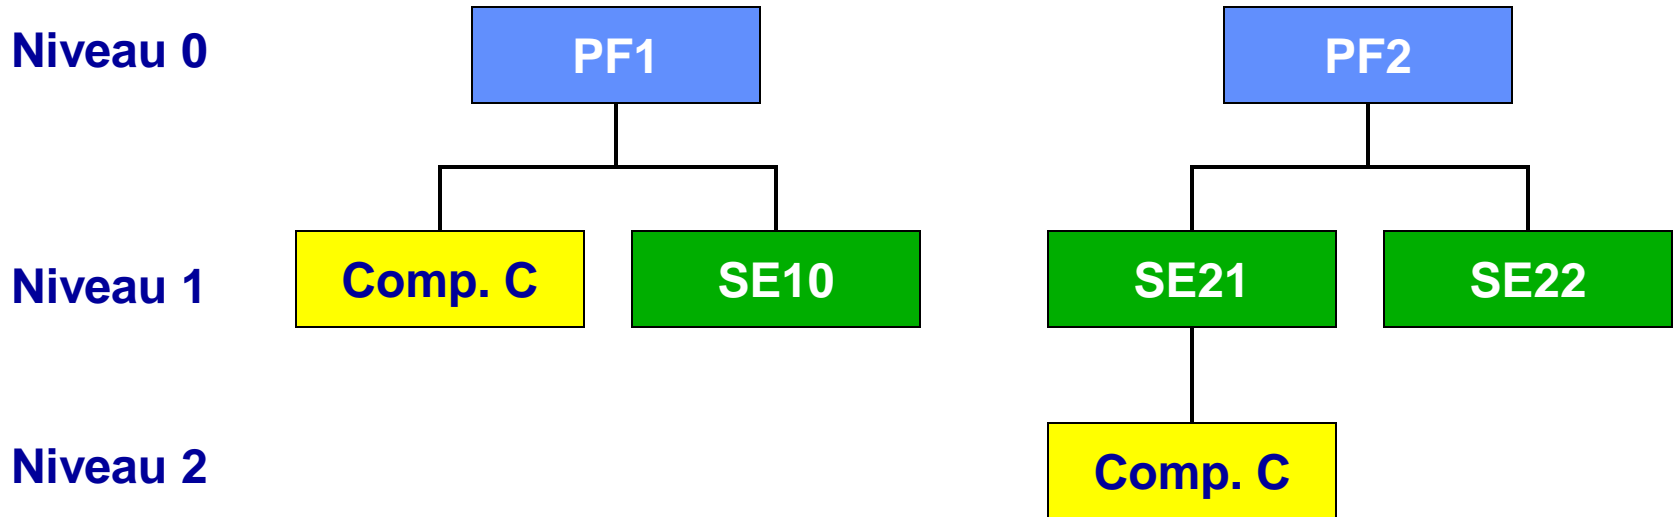 Niveau 0
PF1
PF2
Niveau 1
Comp. C
SE10
SE21
SE22
Niveau 2
Comp. C